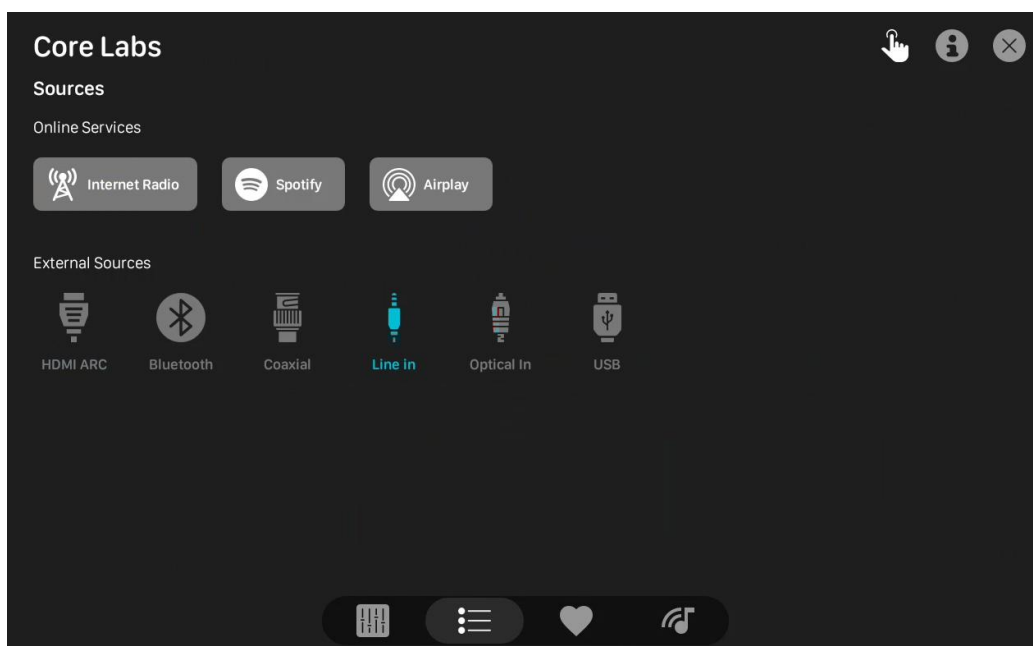 Core Labs
Sources
Online Services
Internet Radio Spotify Airplay
External Sources
HDMI ARC Bluetooth Coaxial Line in Optical In USB